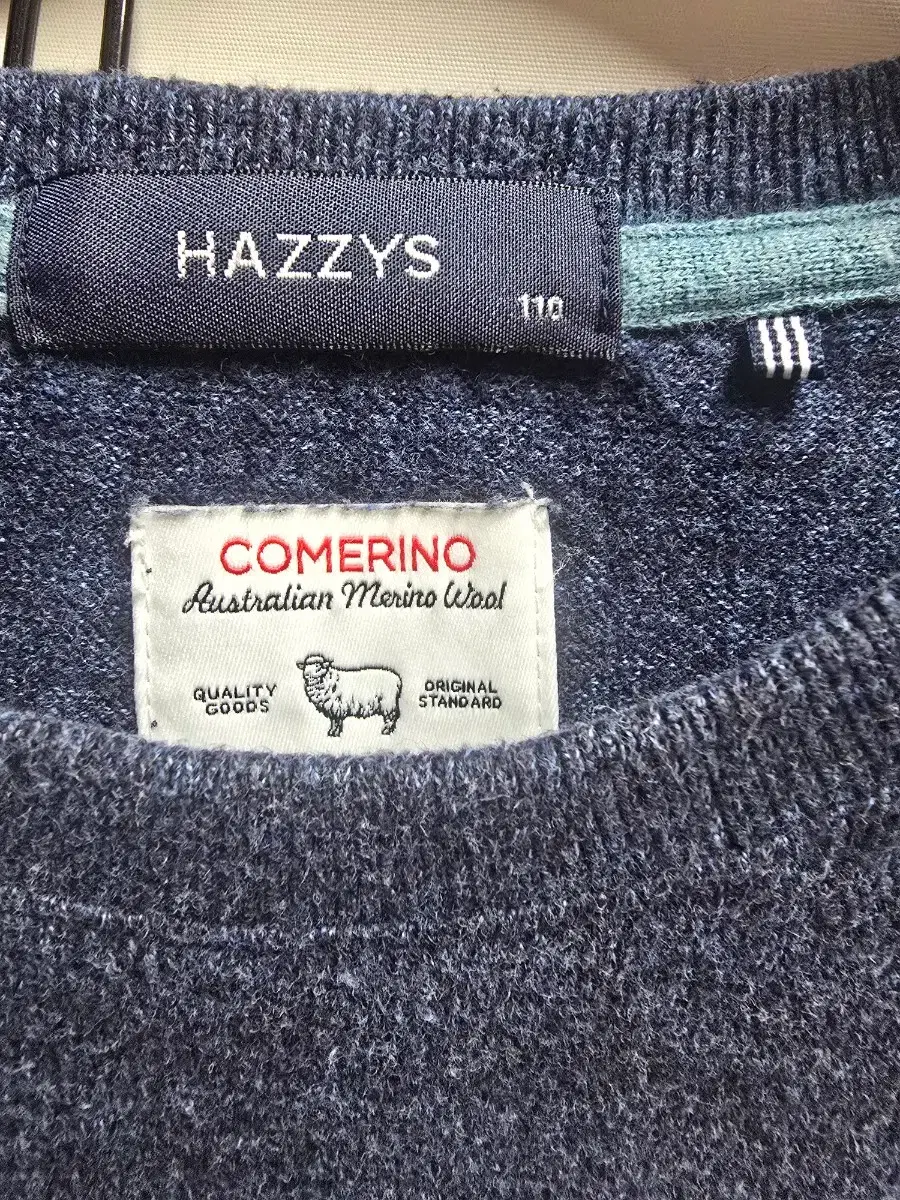 HAZZYS
110
COMERINO
Australian Merino Wool
QUALITY
GOODS
ORIGINAL
STANDARD